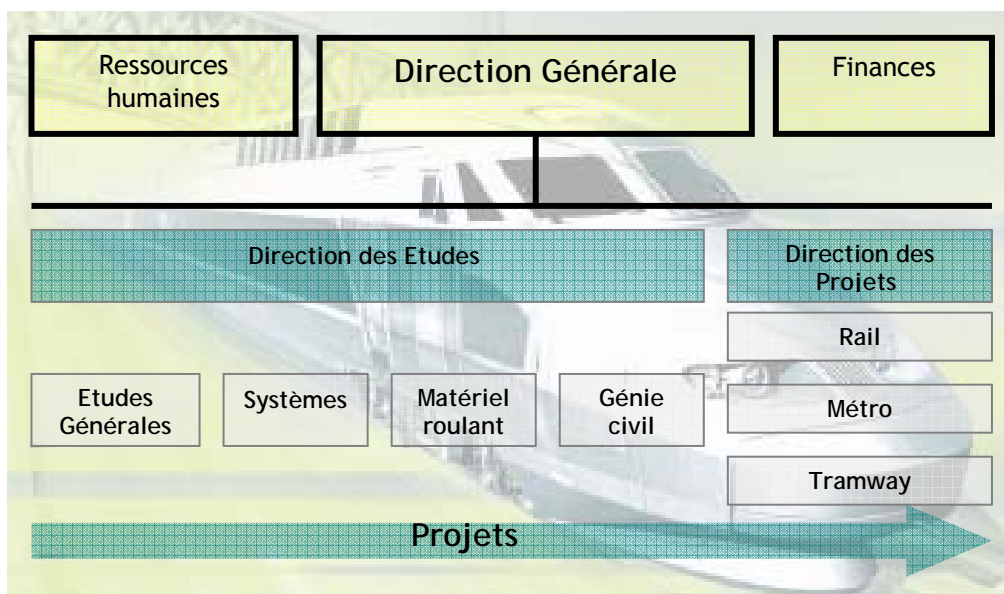 Ressources
humaines
Direction Générale
Finances
Direction des Etudes
Direction des
Projets
Rail
Etudes
Générales
Systèmes
Matériel
roulant
Génie
civil
Métro
Tramway
Projets